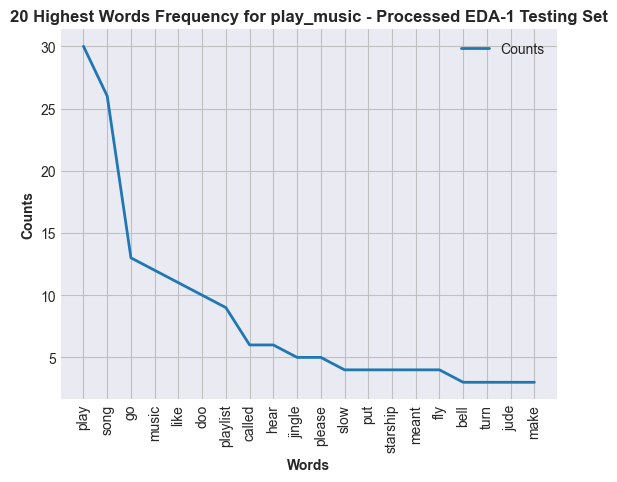 20 Highest Words Frequency for play_music - Processed EDA-1 Testing Set
Counts
30
25
20
15
10
5
Counts
play
song
go
music
like
doo
playlist
called
hear
jingle
please
slow
put
starship
meant
fly
bell
turn
jude
make
Words